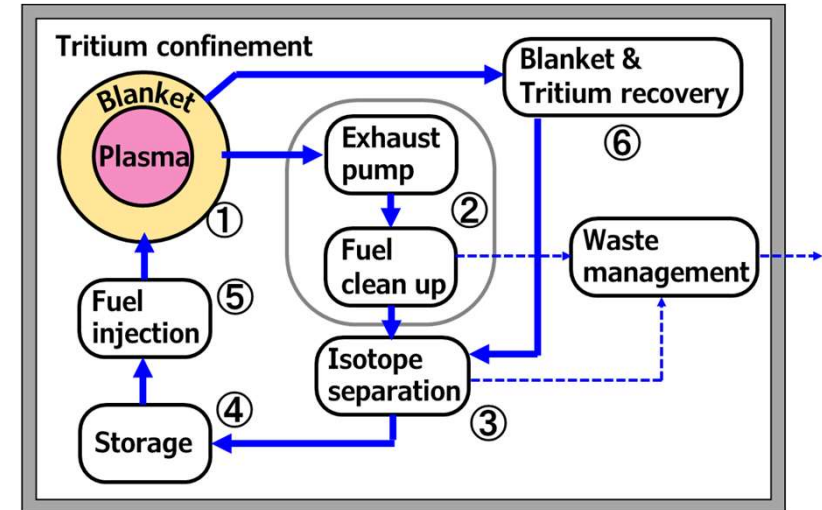 Tritium confinement
Blanket
Plasma
①
Exhaust
pump
②
Fuel
clean up
Blanket &
Tritium recovery
⑥
Waste
management
Fuel
injection
⑤
Isotope
separation
③
Storage
④